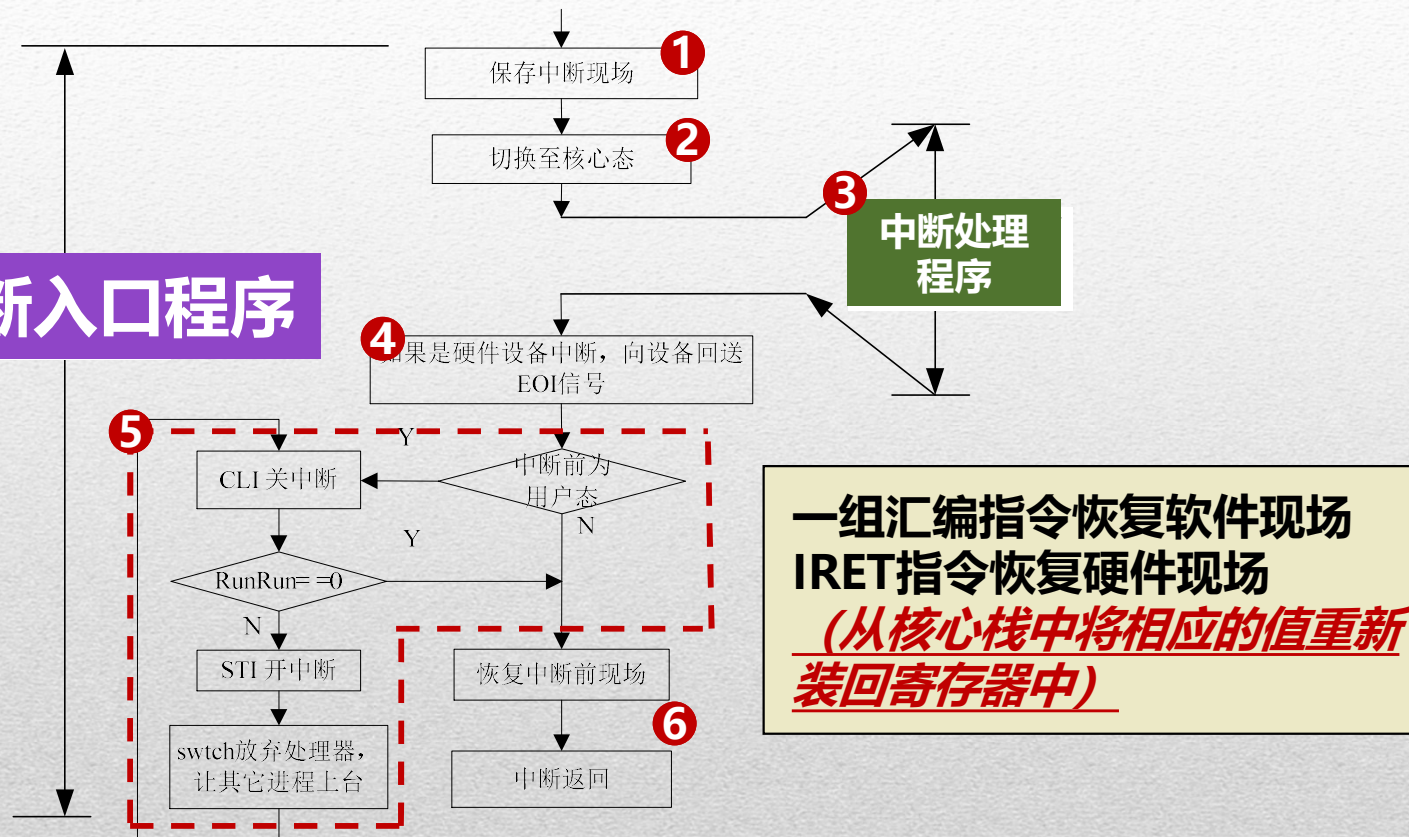 1
保存中断现场
2
切换至核心态
3
中断处理
程序
断入口程序
4
如果是硬件设备中断，向设备回送
EOI信号
5
Y
CLI 关中断
中断前为
用户态
N
Y
RunRun= =0
N
STI 开中断
恢复中断前现场
6
swtch放弃处理器，
让其它进程上台
中断返回
一组汇编指令恢复软件现场
IRET指令恢复硬件现场
（从核心栈中将相应的值重新
装回寄存器中）